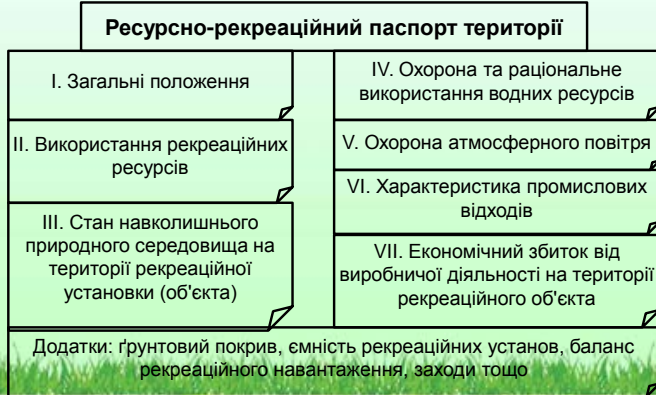 Ресурсно-рекреаційний паспорт території
I. Загальні положення
II. Використання рекреаційних
ресурсів
III. Стан навколишнього
природного середовища на
території рекреаційної
установки (об'єкта)
IV. Охорона та раціональне
використання водних ресурсів
V. Охорона атмосферного повітря
VI. Характеристика промислових
відходів
VII. Економічний збиток від
виробничої діяльності на території
рекреаційного об'єкта
Додатки: ґрунтовий покрив, ємність рекреаційних установ, баланс
рекреаційного навантаження, заходи тощо